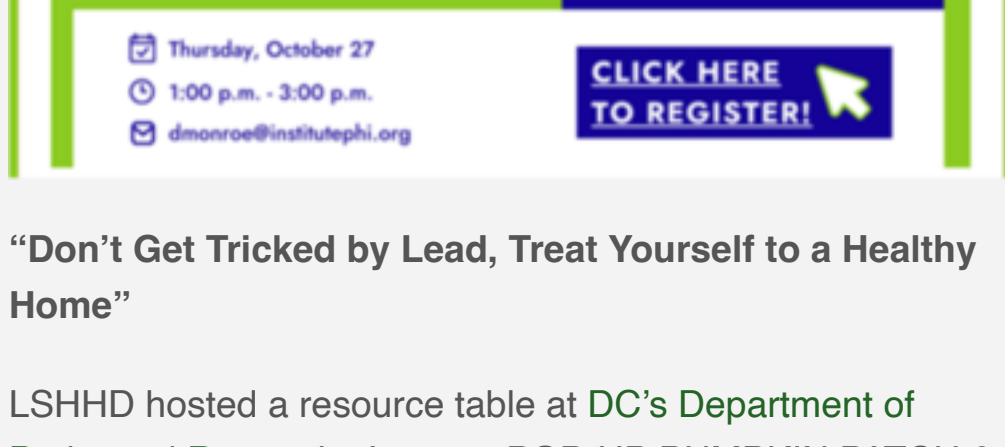 Thursday, October 27
1:00 p.m. - 3:00 p.m.
dmonroe@institutephi.org
CLICK HERE
TO REGISTER!
“Don’t Get Tricked by Lead, Treat Yourself to a Healthy
Home”
LSHHD hosted a resource table at DC’s Department of